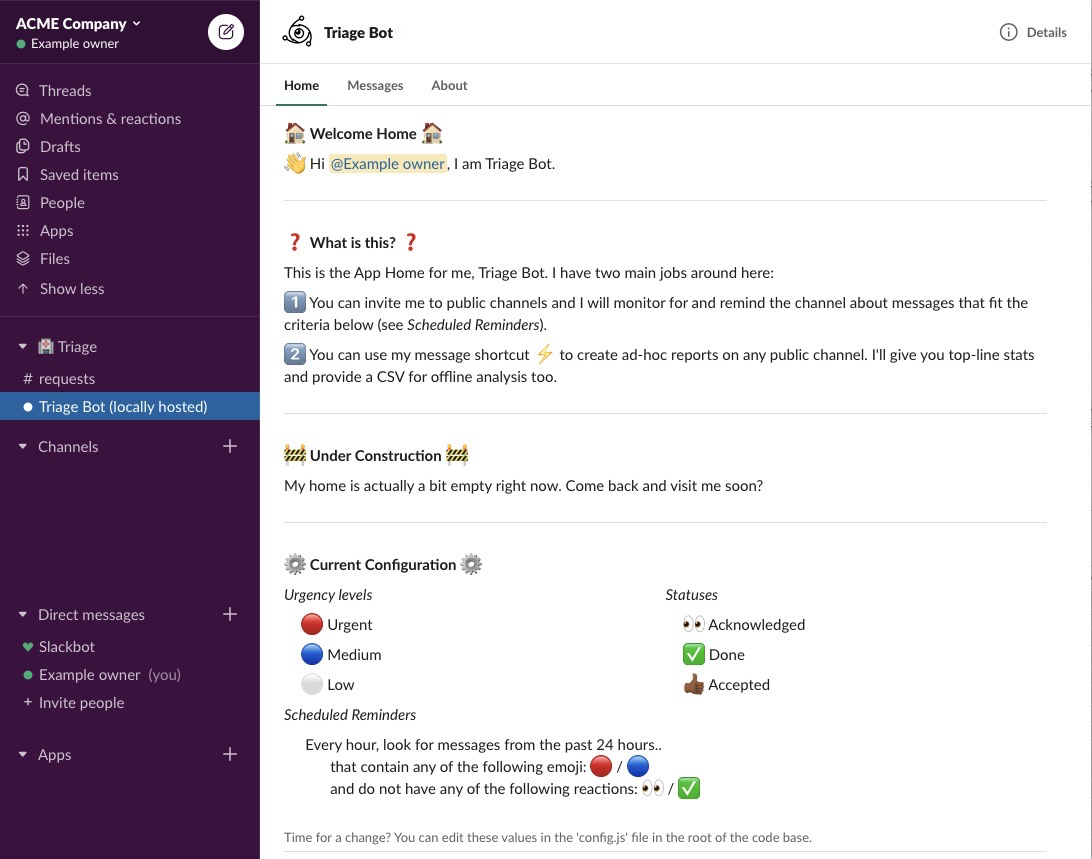 ACME Company
Example owner
Threads
Mentions & reactions
Drafts
Saved items
People
Apps
Files
Show less
Triage
# requests
Triage Bot (locally hosted)
Channels
Direct messages
Slackbot
Example owner (you)
+ Invite people
Apps
Triage Bot
Details
Home Messages About
Welcome Home
Hi @Example owner, I am Triage Bot.
❓ What is this? ❓
This is the App Home for me, Triage Bot. I have two main jobs around here:
1 You can invite me to public channels and I will monitor for and remind the channel about messages that fit the
criteria below (see Scheduled Reminders).
2 You can use my message shortcut ⚡ to create ad-hoc reports on any public channel. I'll give you top-line stats
and provide a CSV for offline analysis too.
Under Construction
My home is actually a bit empty right now. Come back and visit me soon?
Current Configuration
Urgency levels
Urgent
Medium
Low
Statuses
Acknowledged
Done
Accepted
Scheduled Reminders
Every hour, look for messages from the past 24 hours..
that contain any of the following emoji: 🔴 / 🔵
and do not have any of the following reactions: 👀 / ✅
Time for a change? You can edit these values in the 'config.js' file in the root of the code base.